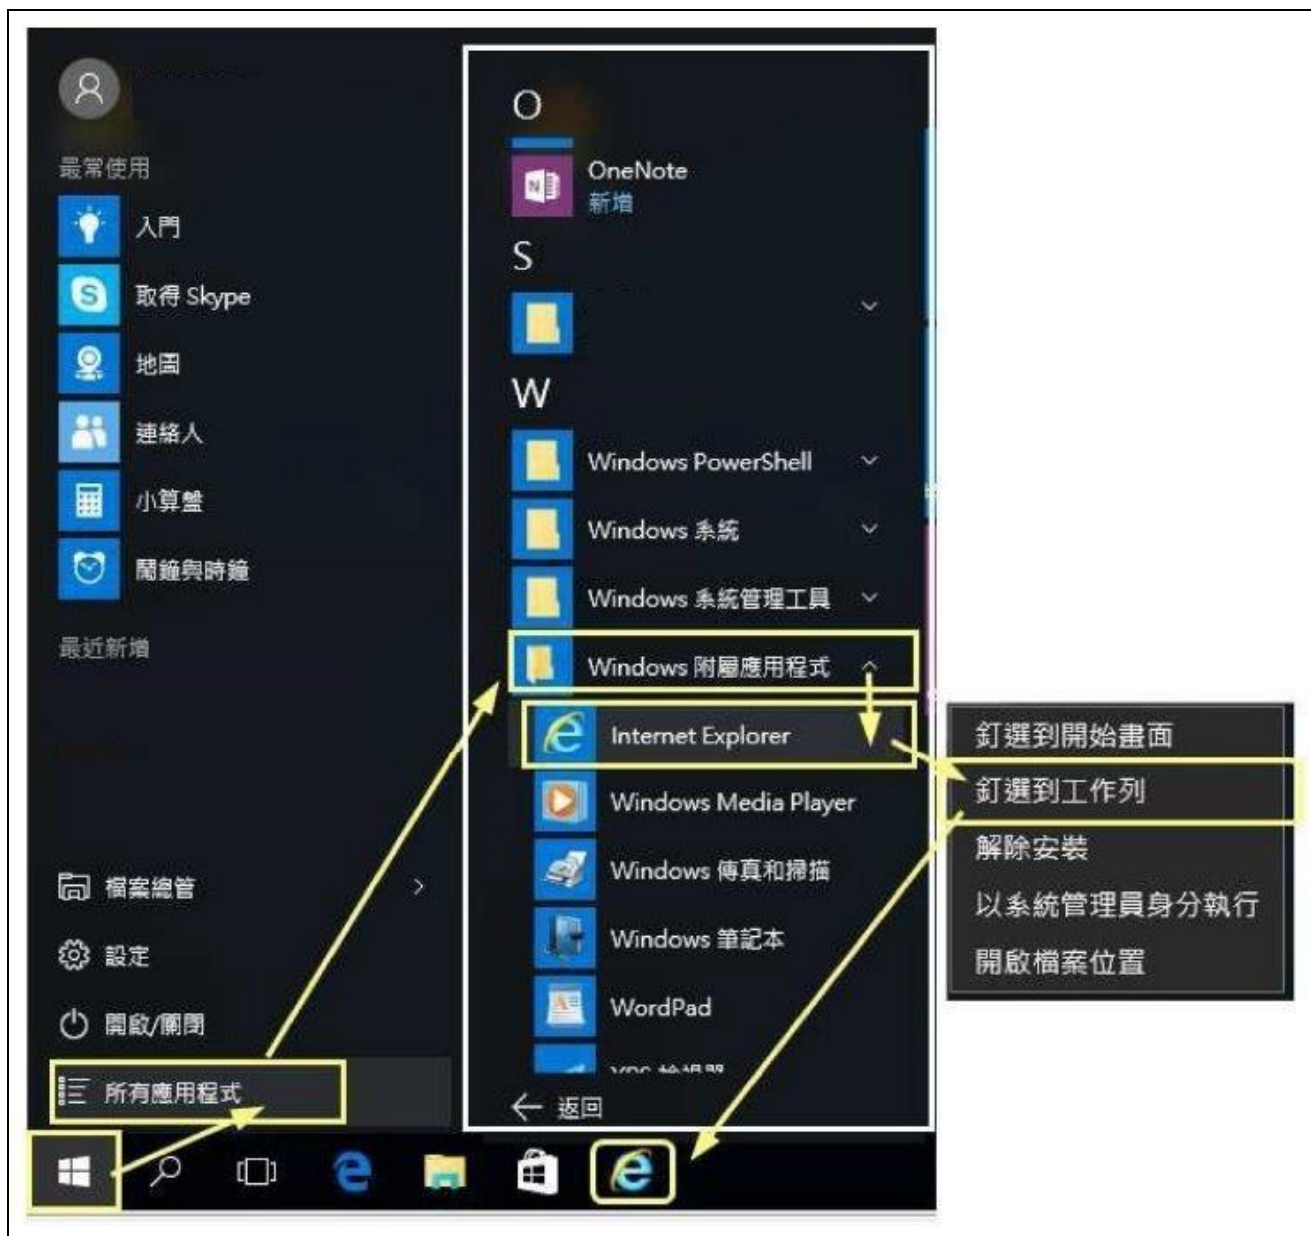 最常使用
入門
取得 Skype
地圖
連絡人
小算盤
鬧鐘與時鐘
最近新增
檔案總管
設定
開啟/關閉
所有應用程式
O
OneNote
新增
S
W
Windows PowerShell
Windows 系統
Windows 系統管理工具
Windows 附屬應用程式
Internet Explorer
Windows Media Player
Windows 傳真和掃描
Windows 筆記本
WordPad
返回
釘選到開始畫面
釘選到工作列
解除安裝
以系統管理員身分執行
開啟檔案位置